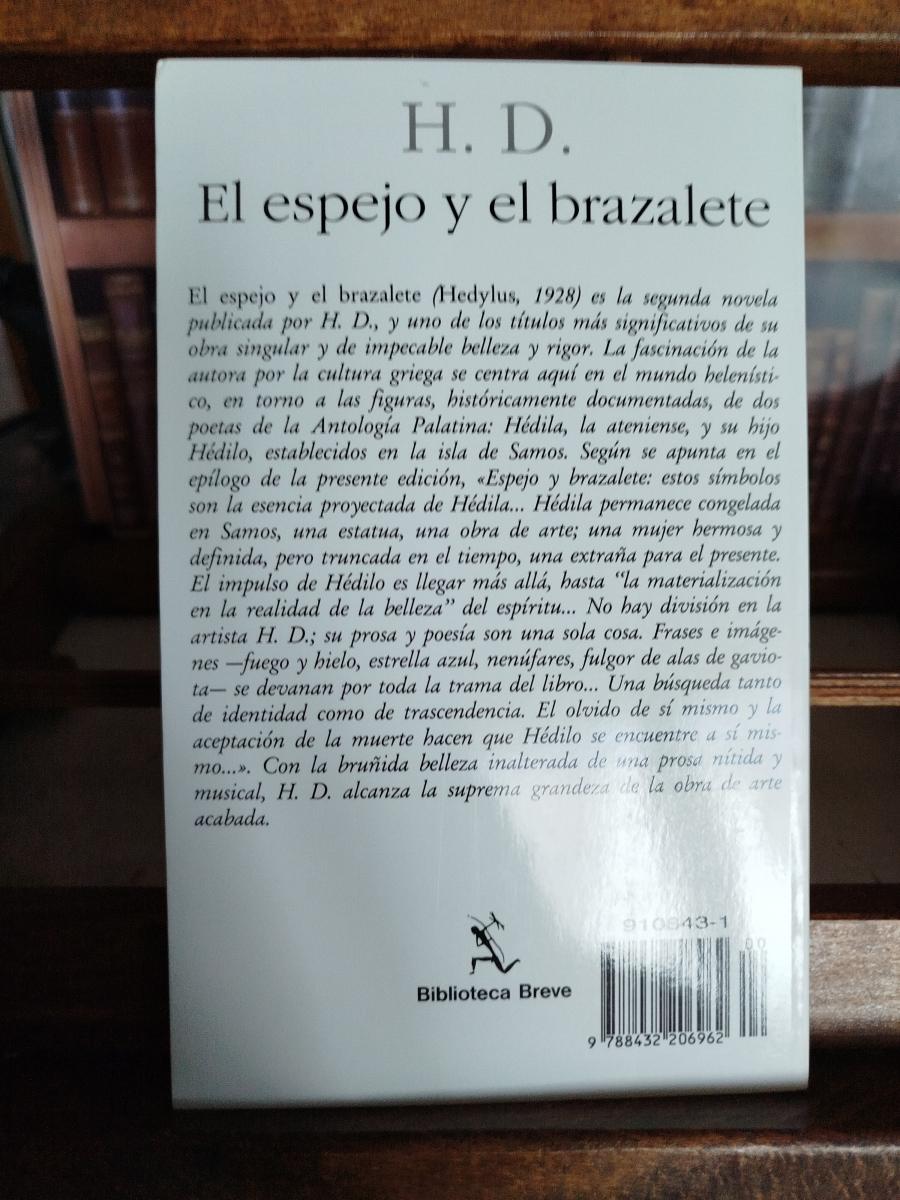 H. D.
El espejo y el brazalete
El espejo y el brazalete (Hedylus, 1928) es la segunda novela
publicada por H. D., y uno de los títulos más significativos de su
obra singular y de impecable belleza y rigor. La fascinación de la
autora por la cultura griega se centra aquí en el mundo helenísti-
co, en torno a las figuras, históricamente documentadas, de dos
poetas de la Antología Palatina: Hédila, la ateniense, y su hijo
Hédilo, establecidos en la isla de Samos. Según se apunta en el
epílogo de la presente edición, «Espejo y brazalete: estos símbolos
son la esencia proyectada de Hédila... Hédila permanece congelada
en Samos, una estatua, una obra de arte; una mujer hermosa y
definida, pero truncada en el tiempo, una extraña para el presente.
El impulso de Hédilo es llegar más allá, hasta “la materialización
en la realidad de la belleza” del espíritu... No hay división en la
artista H. D.; su prosa y poesía son una sola cosa. Frases e imáge-
nes —fuego y hielo, estrella azul, nenúfares, fulgor de alas de gavio-
ta— se devanan por toda la trama del libro... Una búsqueda tanto
de identidad como de trascendencia. El olvido de sí mismo y la
aceptación de la muerte hacen que Hédilo se encuentre a sí mis-
mo...». Con la bruñida belleza inalterada de una prosa nítida y
musical, H. D. alcanza la suprema grandeza de la obra de arte
acabada.
910643-1
00
Biblioteca Breve
9 788432 206962